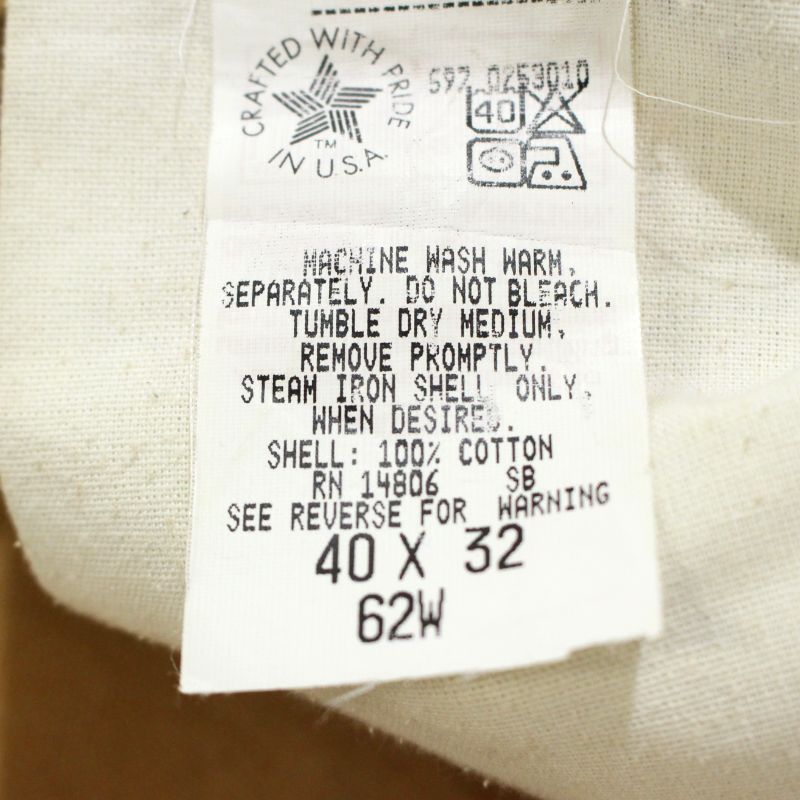 CRAFTED WITH PRIDE
TM
IN U.S.A.
597 0253010
40
MACHINE WASH WARM,
SEPARATELY. DO NOT BLEACH.
TUMBLE DRY MEDIUM,
REMOVE PROMPTLY.
STEAM IRON SHELL ONLY,
WHEN DESIRED.
SHELL: 100% COTTON
RN 14806 SB
SEE REVERSE FOR WARNING
40 X 32
62W